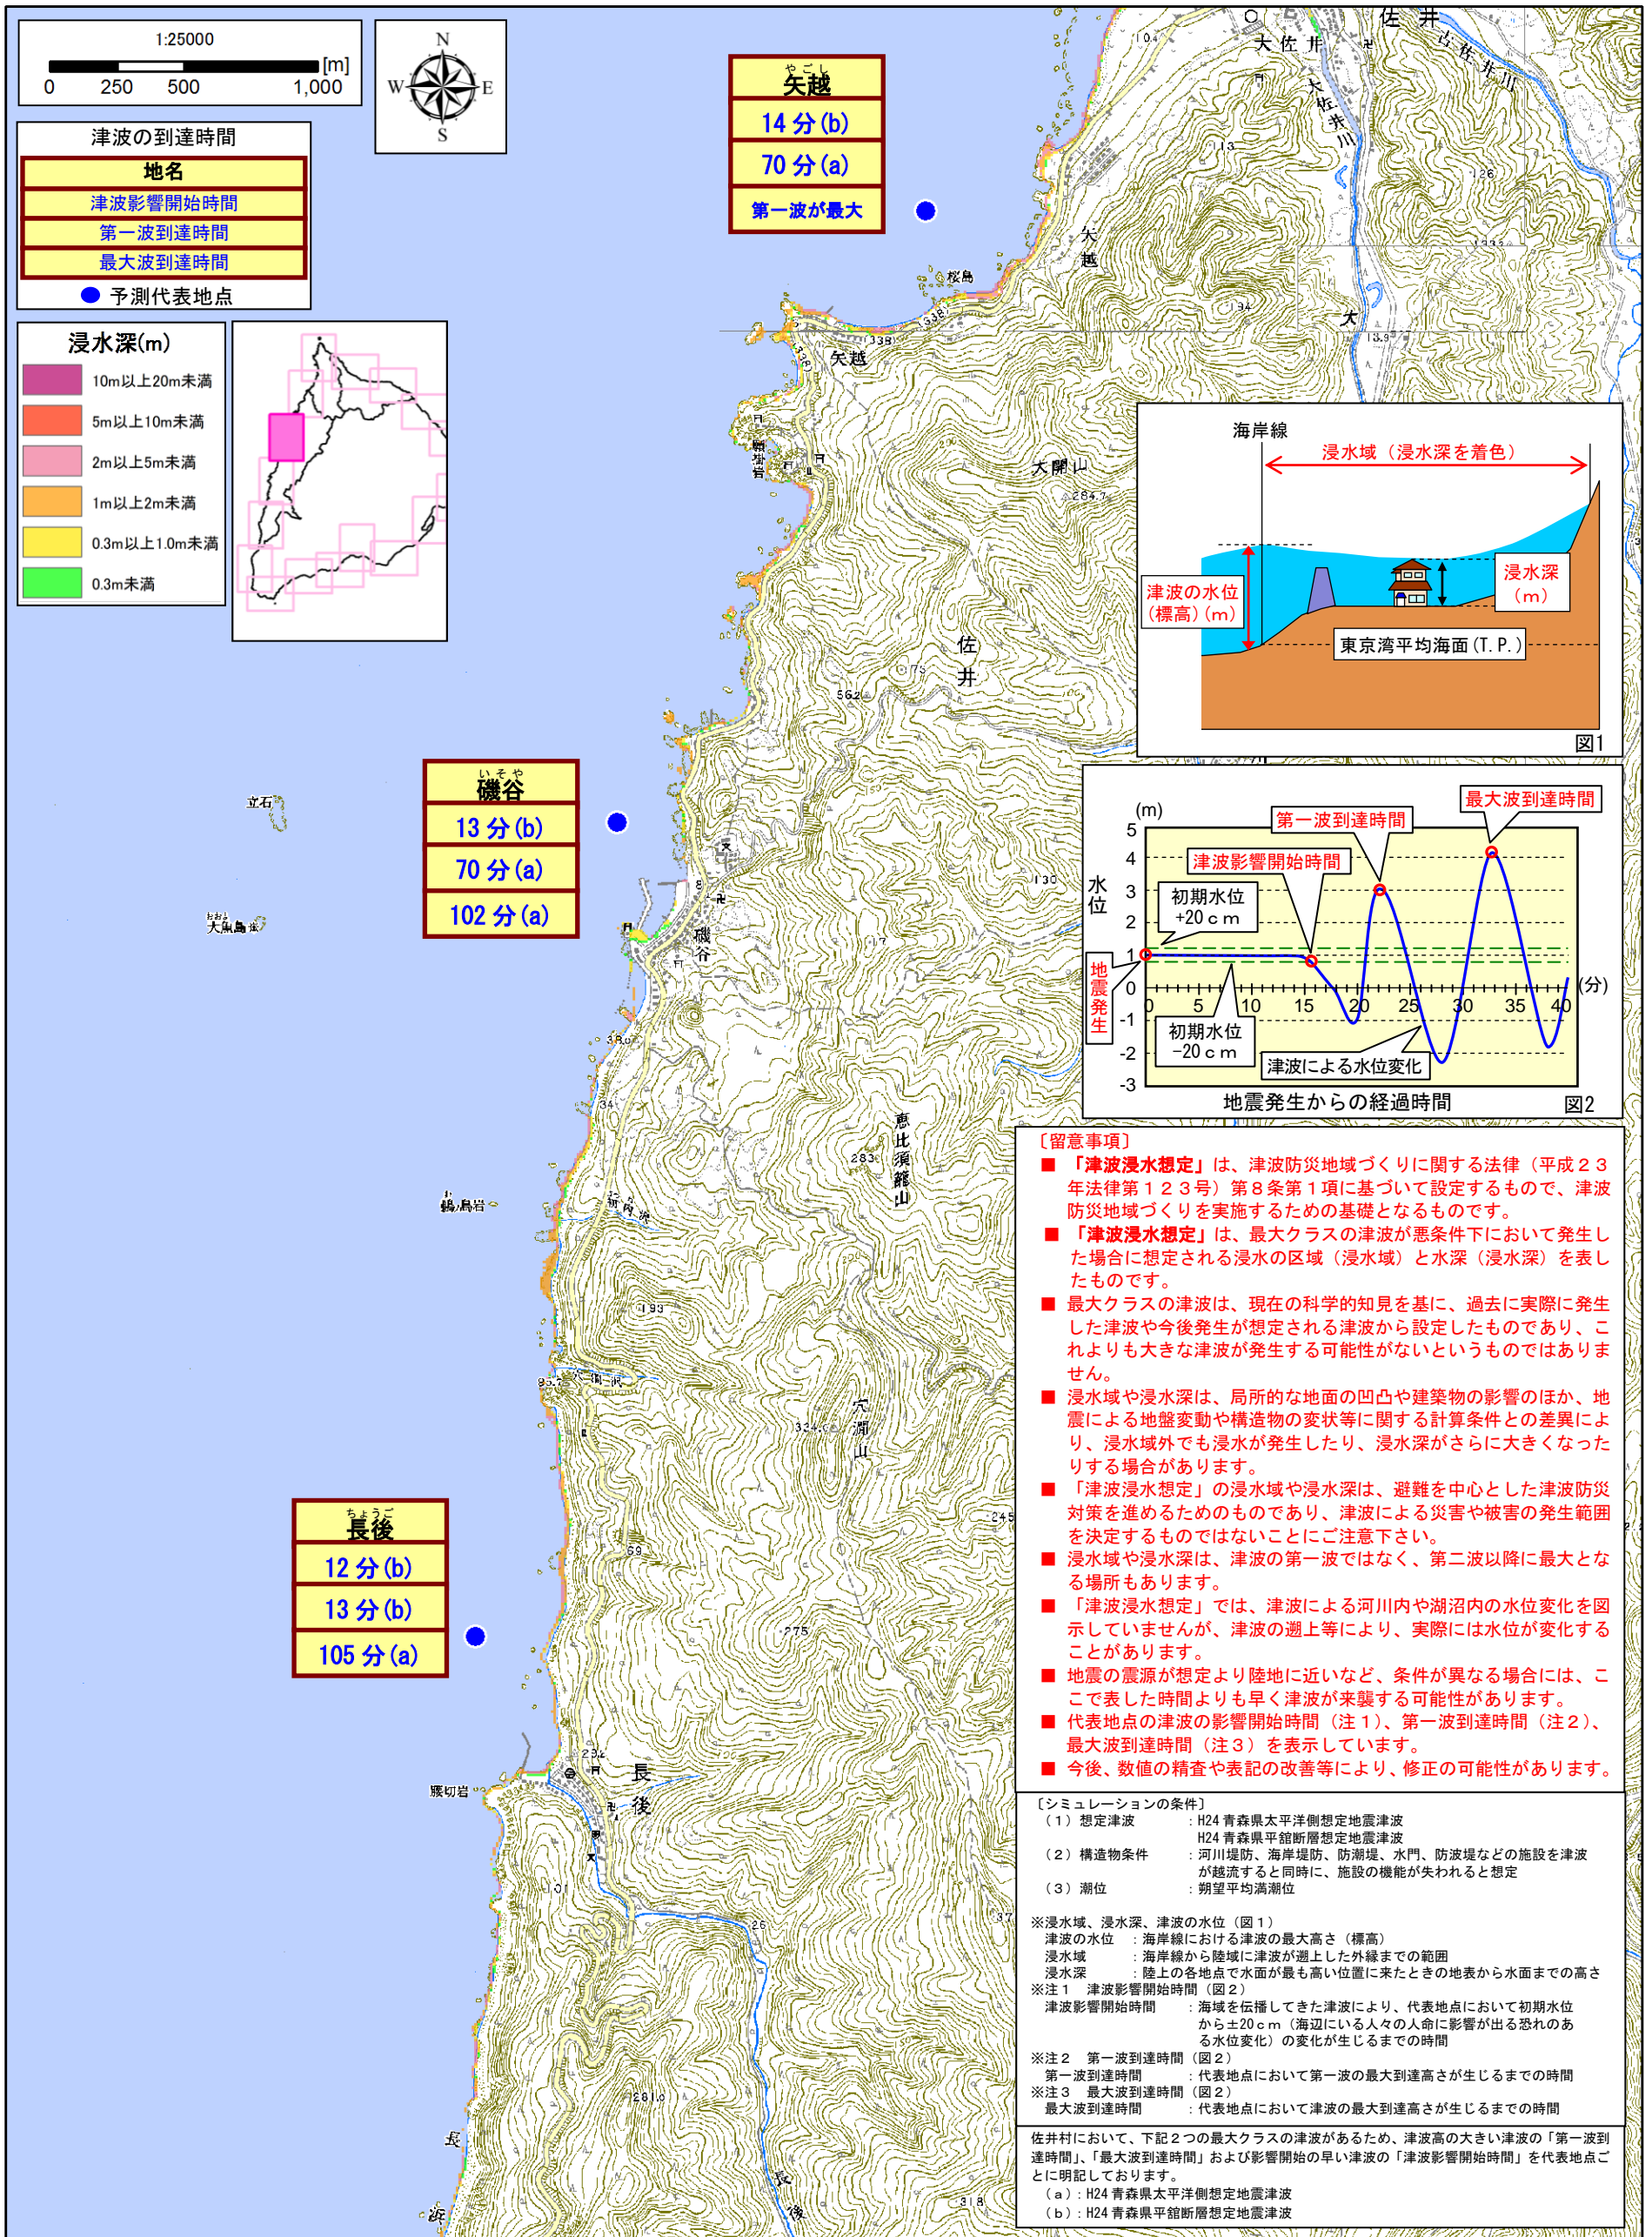 1:25000
[m]
0 250 500 1,000
N
W E
S
津波の到達時間
地名
津波影響開始時間
第一波到達時間
最大波到達時間
予測代表地点
浸水深(m)
10m以上20m未満
5m以上10m未満
2m以上5m未満
1m以上2m未満
0.3m以上1.0m未満
0.3m未満
やごし
矢越
14分(b)
70分(a)
第一波が最大
佐井
大佐井
古佐井川
大佐井川
矢越
桜島
矢越
大開山
284.7
佐井
立石
いそや
磯谷
13分(b)
70分(a)
102分(a)
大魚島
磯谷
恵比須籬山
283
193
穴澗山
ちょうご
長後
12分(b)
13分(b)
105分(a)
腰切岩
長後
海岸線
浸水域（浸水深を着色）
津波の水位
(標高)(m)
浸水深
（m）
東京湾平均海面(T.P.)
図1
(m)
水位
5
4
3
2
1
0
-1
-2
-3
0 5 10 15 20 25 30 35 40
(分)
最大波到達時間
第一波到達時間
津波影響開始時間
初期水位
+20ｃｍ
地震発生
初期水位
-20ｃｍ
津波による水位変化
地震発生からの経過時間
図2
〔留意事項〕
■ 「津波浸水想定」は、津波防災地域づくりに関する法律（平成２３
年法律第１２３号）第８条第１項に基づいて設定するもので、津波
防災地域づくりを実施するための基礎となるものです。
■ 「津波浸水想定」は、最大クラスの津波が悪条件下において発生し
た場合に想定される浸水の区域（浸水域）と水深（浸水深）を表し
たものです。
■ 最大クラスの津波は、現在の科学的知見を基に、過去に実際に発生
した津波や今後発生が想定される津波から設定したものであり、こ
れよりも大きな津波が発生する可能性がないというものではありま
せん。
■ 浸水域や浸水深は、局所的な地面の凹凸や建築物の影響のほか、地
震による地盤変動や構造物の変状等に関する計算条件との差異によ
り、浸水域外でも浸水が発生したり、浸水深がさらに大きくなった
りする場合があります。
■ 「津波浸水想定」の浸水域や浸水深は、避難を中心とした津波防災
対策を進めるためのものであり、津波による災害や被害の発生範囲
を決定するものではないことにご注意下さい。
■ 浸水域や浸水深は、津波の第一波ではなく、第二波以降に最大とな
る場所もあります。
■ 「津波浸水想定」では、津波による河川内や湖沼内の水位変化を図
示していませんが、津波の遡上等により、実際には水位が変化する
ことがあります。
■ 地震の震源が想定より陸地に近いなど、条件が異なる場合には、こ
こで表した時間よりも早く津波が来襲する可能性があります。
■ 代表地点の津波の影響開始時間（注１）、第一波到達時間（注２）、
最大波到達時間（注３）を表示しています。
■ 今後、数値の精査や表記の改善等により、修正の可能性があります。
〔シミュレーションの条件〕
（１）想定津波 ：H24 青森県太平洋側想定地震津波
H24 青森県平舘断層想定地震津波
（２）構造物条件 ：河川堤防、海岸堤防、防潮堤、水門、防波堤などの施設を津波
が越流すると同時に、施設の機能が失われると想定
（３）潮位 ：朔望平均満潮位
※浸水域、浸水深、津波の水位（図１）
津波の水位 ：海岸線における津波の最大高さ（標高）
浸水域 ：海岸線から陸域に津波が遡上した外縁までの範囲
浸水深 ：陸上の各地点で水面が最も高い位置に来たときの地表から水面までの高さ
※注１ 津波影響開始時間（図２）
津波影響開始時間 ：海域を伝播してきた津波により、代表地点において初期水位
から±20ｃｍ（海辺にいる人々の人命に影響が出る恐れのあ
る水位変化）の変化が生じるまでの時間
※注２ 第一波到達時間（図２）
第一波到達時間 ：代表地点において第一波の最大到達高さが生じるまでの時間
※注３ 最大波到達時間（図２）
最大波到達時間 ：代表地点において津波の最大到達高さが生じるまでの時間
佐井村において、下記２つの最大クラスの津波があるため、津波高の大きい津波の「第一波到
達時間」、「最大波到達時間」および影響開始の早い津波の「津波影響開始時間」を代表地点ご
とに明記しております。
（ａ）：H24 青森県太平洋側想定地震津波
（ｂ）：H24 青森県平舘断層想定地震津波